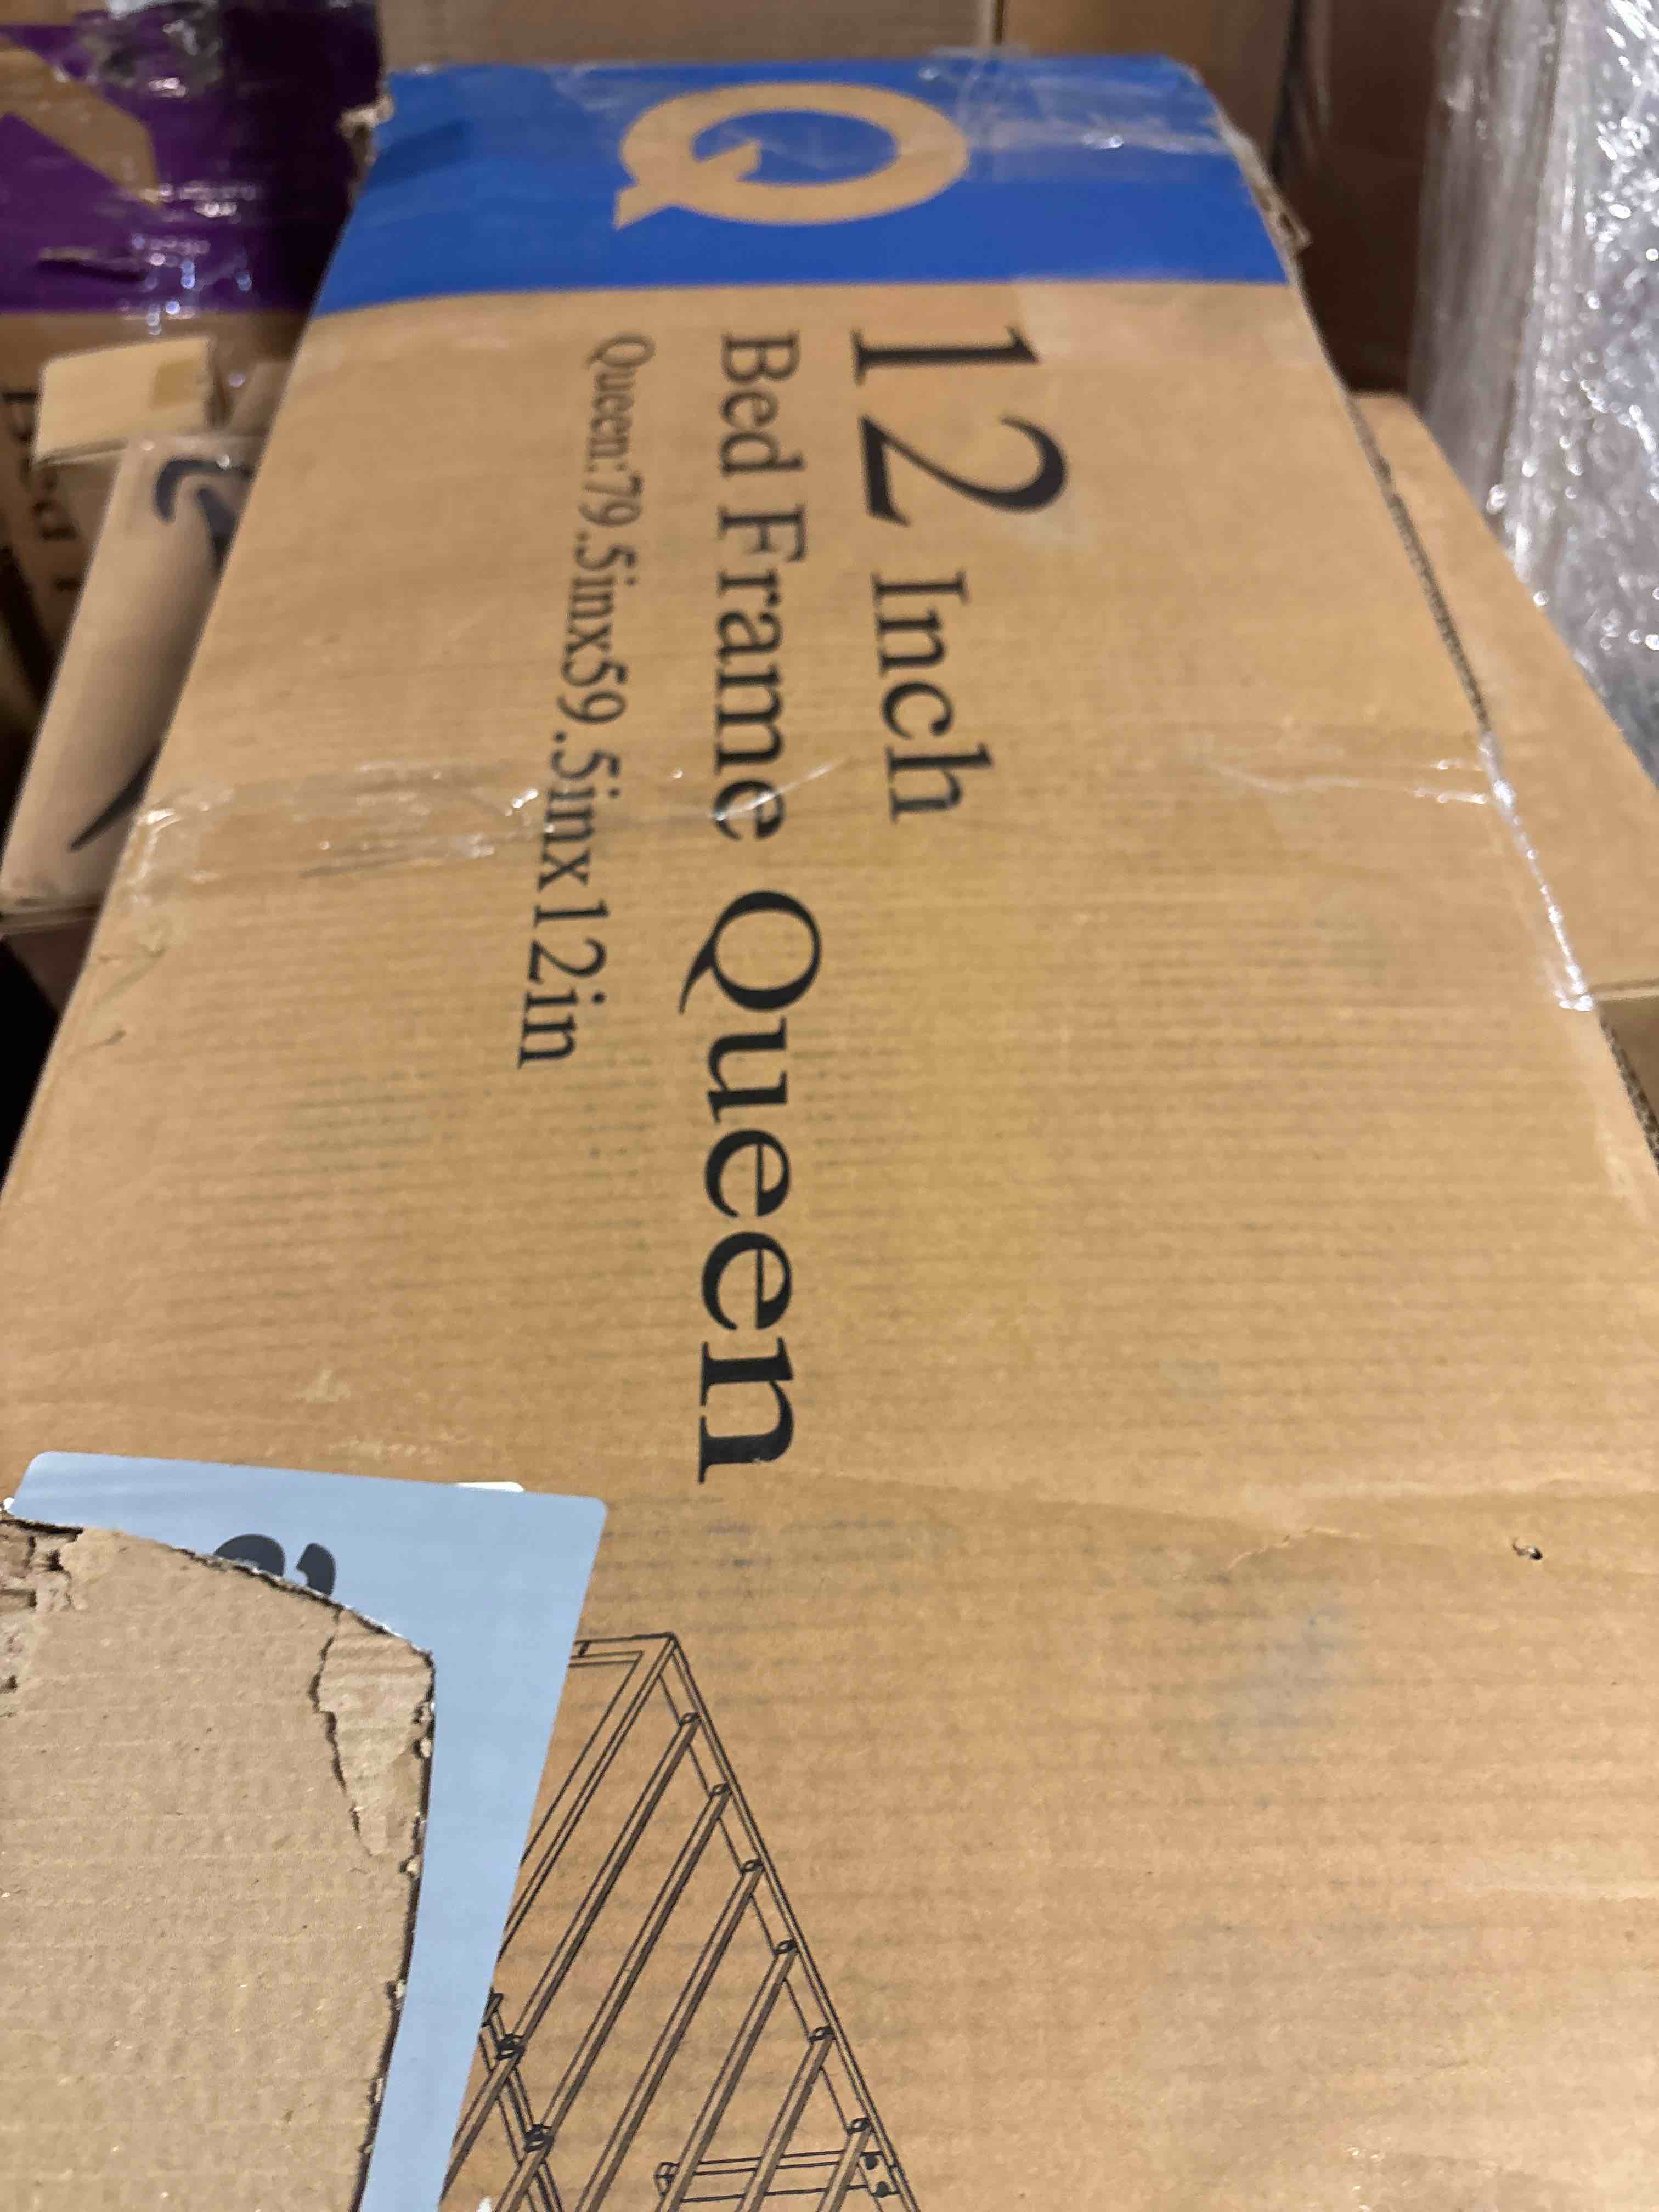 Q
12 Inch
Bed Frame Queen
Queen:79.5inx59.5inx12in